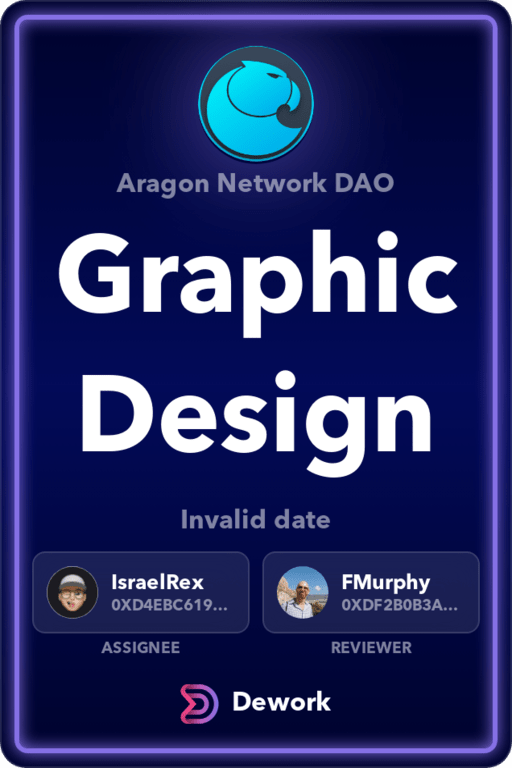 Aragon Network DAO
Graphic
Design
Invalid date
IsraelRex
0XD4EBC619...
ASSIGNEE
FMurphy
0XDF2B0B3A...
REVIEWER
Dework